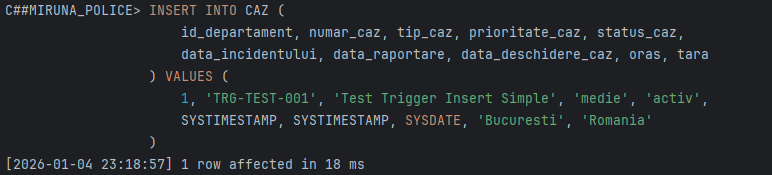 C##MIRUNA_POLICE> INSERT INTO CAZ (
id_departament, numar_caz, tip_caz, prioritate_caz, status_caz,
data_incidentului, data_raportare, data_deschidere_caz, oras, tara
) VALUES (
1, 'TRG-TEST-001', 'Test Trigger Insert Simple', 'medie', 'activ',
SYSTIMESTAMP, SYSTIMESTAMP, SYSDATE, 'Bucuresti', 'Romania'
)
[2026-01-04 23:18:57] 1 row affected in 18 ms